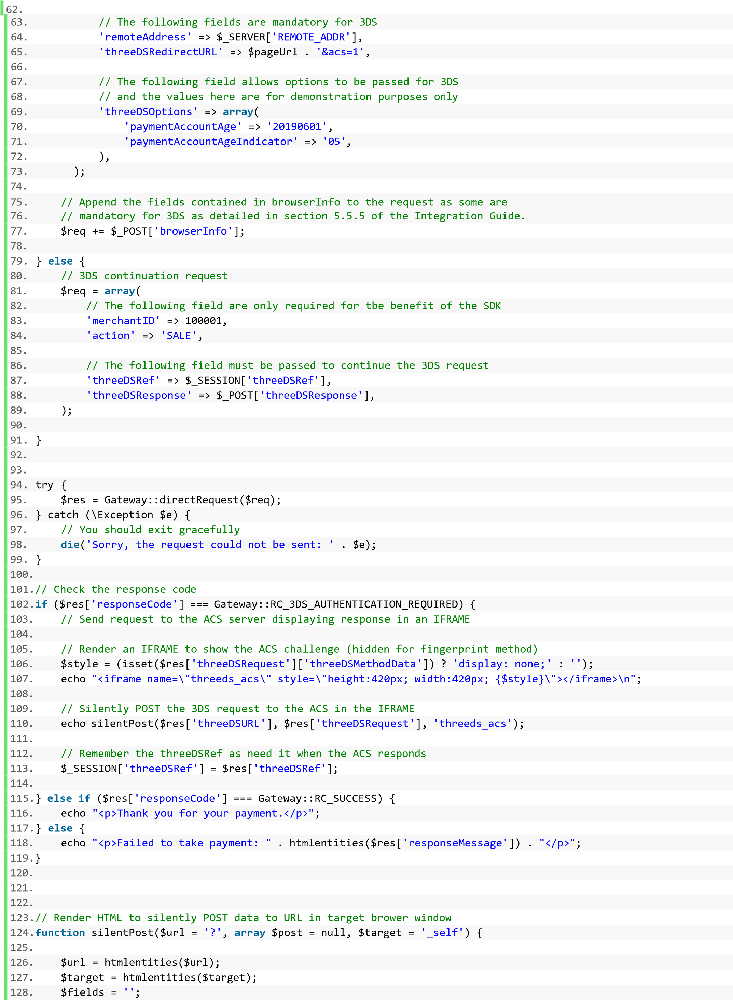 62.
63. // The following fields are mandatory for 3DS
64. 'remoteAddress' => $_SERVER['REMOTE_ADDR'],
65. 'threeDSRedirectURL' => $pageUrl . '&acs=1',
66.
67. // The following field allows options to be passed for 3DS
68. // and the values here are for demonstration purposes only
69. 'threeDSOptions' => array(
70. 'paymentAccountAge' => '20190601',
71. 'paymentAccountAgeIndicator' => '05',
72. ),
73. );
74.
75. // Append the fields contained in browserInfo to the request as some are
76. // mandatory for 3DS as detailed in section 5.5.5 of the Integration Guide.
77. $req += $_POST['browserInfo'];
78.
79. } else {
80. // 3DS continuation request
81. $req = array(
82. // The following field are only required for tbe benefit of the SDK
83. 'merchantID' => 100001,
84. 'action' => 'SALE',
85.
86. // The following field must be passed to continue the 3DS request
87. 'threeDSRef' => $_SESSION['threeDSRef'],
88. 'threeDSResponse' => $_POST['threeDSResponse'],
89. );
90.
91. }
92.
93.
94. try {
95. $res = Gateway::directRequest($req);
96. } catch (\Exception $e) {
97. // You should exit gracefully
98. die('Sorry, the request could not be sent: ' . $e);
99. }
100.
101.// Check the response code
102.if ($res['responseCode'] === Gateway::RC_3DS_AUTHENTICATION_REQUIRED) {
103. // Send request to the ACS server displaying response in an IFRAME
104.
105. // Render an IFRAME to show the ACS challenge (hidden for fingerprint method)
106. $style = (isset($res['threeDSRequest']['threeDSMethodData']) ? 'display: none;' : '');
107. echo "<iframe name=\"threeds_acs\" style=\"height:420px; width:420px; {$style}\"></iframe>\n";
108.
109. // Silently POST the 3DS request to the ACS in the IFRAME
110. echo silentPost($res['threeDSURL'], $res['threeDSRequest'], 'threeds_acs');
111.
112. // Remember the threeDSRef as need it when the ACS responds
113. $_SESSION['threeDSRef'] = $res['threeDSRef'];
114.
115.} else if ($res['responseCode'] === Gateway::RC_SUCCESS) {
116. echo "<p>Thank you for your payment.</p>";
117.} else {
118. echo "<p>Failed to take payment: " . htmlentities($res['responseMessage']) . "</p>";
119.}
120.
121.
122.
123.// Render HTML to silently POST data to URL in target brower window
124.function silentPost($url = '?', array $post = null, $target = '_self') {
125.
126. $url = htmlentities($url);
127. $target = htmlentities($target);
128. $fields = '';